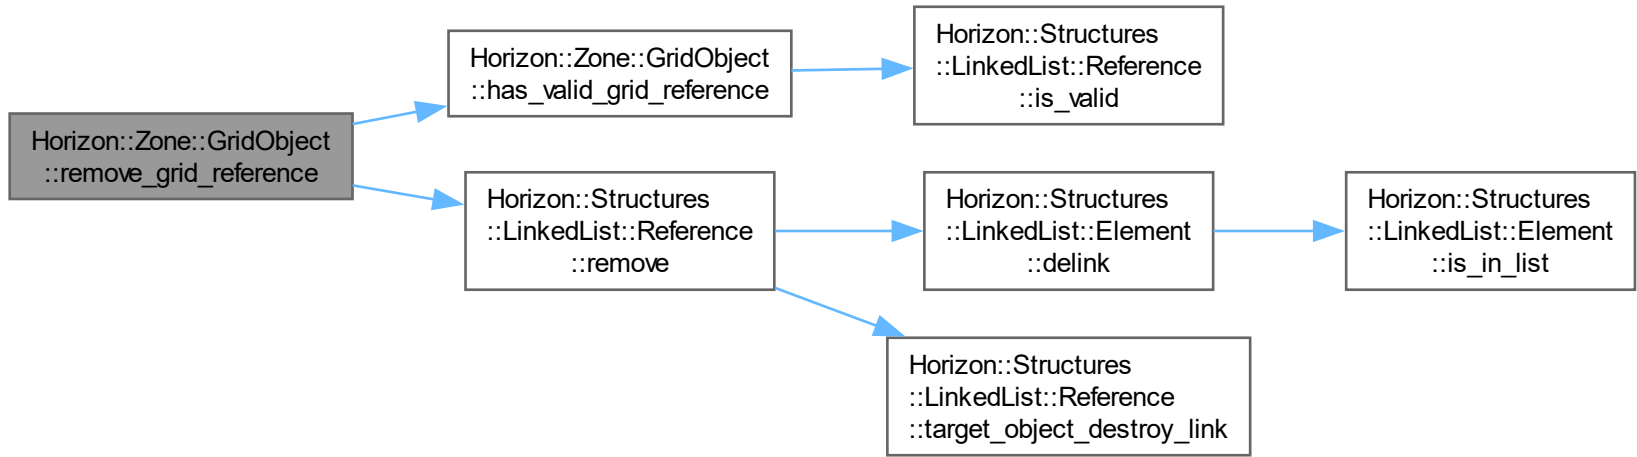 Horizon::Zone::GridObject
::remove_grid_reference
Horizon::Zone::GridObject
::has_valid_grid_reference
Horizon::Structures
::LinkedList::Reference
::is_valid
Horizon::Structures
::LinkedList::Reference
::remove
Horizon::Structures
::LinkedList::Element
::delink
Horizon::Structures
::LinkedList::Element
::is_in_list
Horizon::Structures
::LinkedList::Reference
::target_object_destroy_link